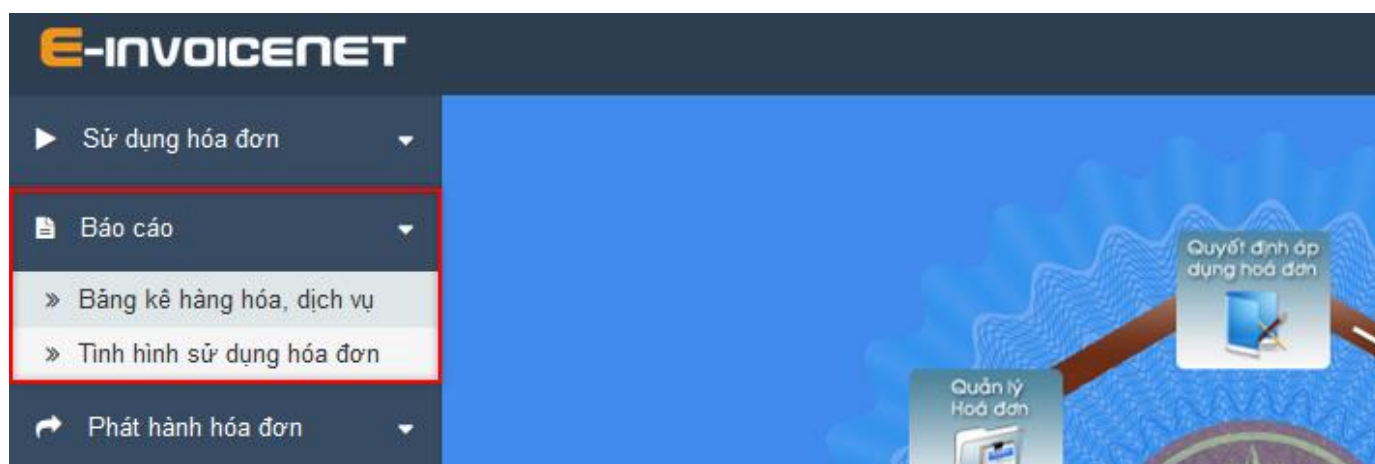 E-INVOICENET
Sử dụng hóa đơn
Báo cáo
Bảng kê hàng hóa, dịch vụ
Tình hình sử dụng hóa đơn
Phát hành hóa đơn
Quyết định áp
dụng hoá đơn
Quản lý
Hoá đơn